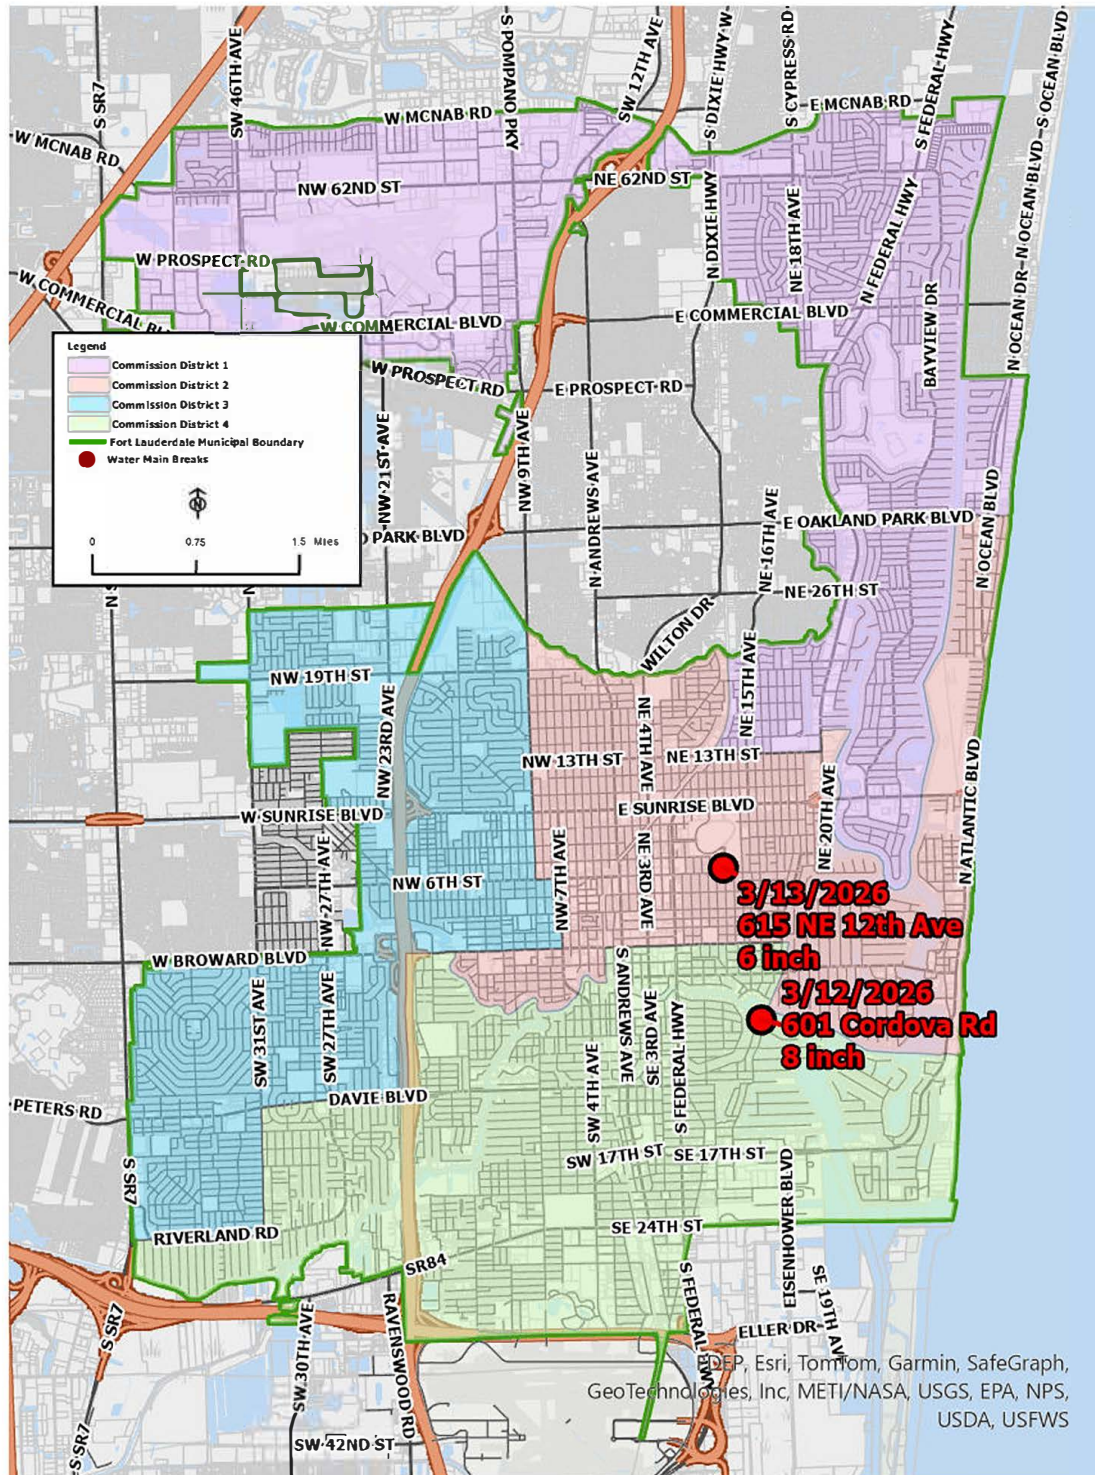 S SR7
SW 46TH AVE
S POMPANO PKY
SW 12TH AVE
S DIXIE HWY W
S CYPRESS RD
S FEDERAL HWY
S OCEAN BLVD
W MCNAB RD
W MCNAB RD
E MCNAB RD
NW 62ND ST
NE 62ND ST
N DIXIE HWY
NE 18TH AVE
N FEDERAL HWY
N OCEAN DR
N OCEAN BLVD
W PROSPECT RD
W COMMERCIAL
W COMMERCIAL BLVD
E COMMERCIAL BLVD
BAYVIEW DR
Legend
Commission District 1
Commission District 2
Commission District 3
Commission District 4
Fort Lauderdale Municipal Boundary
Water Main Breaks
N
0 0.75 1.5 Miles
W PROSPECT RD
E PROSPECT RD
NW 21ST AVE
NW 9TH AVE
N ANDREWS AVE
NE 16TH AVE
PARK BLVD
E OAKLAND PARK BLVD
N OCEAN BLVD
NE 26TH ST
WILTON DR
NE 15TH AVE
NW 19TH ST
NW 23RD AVE
NE 4TH AVE
NW 13TH ST
NE 13TH ST
E SUNRISE BLVD
W SUNRISE BLVD
NE 20TH AVE
N ATLANTIC BLVD
NW 27TH AVE
NW 6TH ST
NW 7TH AVE
NE 3RD AVE
3/13/2026
615 NE 12th Ave
6 inch
W BROWARD BLVD
SW 31ST AVE
SW 27TH AVE
S ANDREWS AVE
SE 3RD AVE
S FEDERAL HWY
3/12/2026
601 Cordova Rd
8 inch
PETERS RD
DAVIE BLVD
SW 4TH AVE
SW 17TH ST
SE 17TH ST
S SR7
EISENHOWER BLVD
RIVERLAND RD
SE 24TH ST
SR84
S SR7
SW 30TH AVE
RAVENSWOOD RD
S FEDERAL HWY
SE 19TH AV
ELLER DR
SW 42ND ST
S SR7
FDEP, Esri, TomTom, Garmin, SafeGraph,
GeoTechnologies, Inc, METI/NASA, USGS, EPA, NPS,
USDA, USFWS